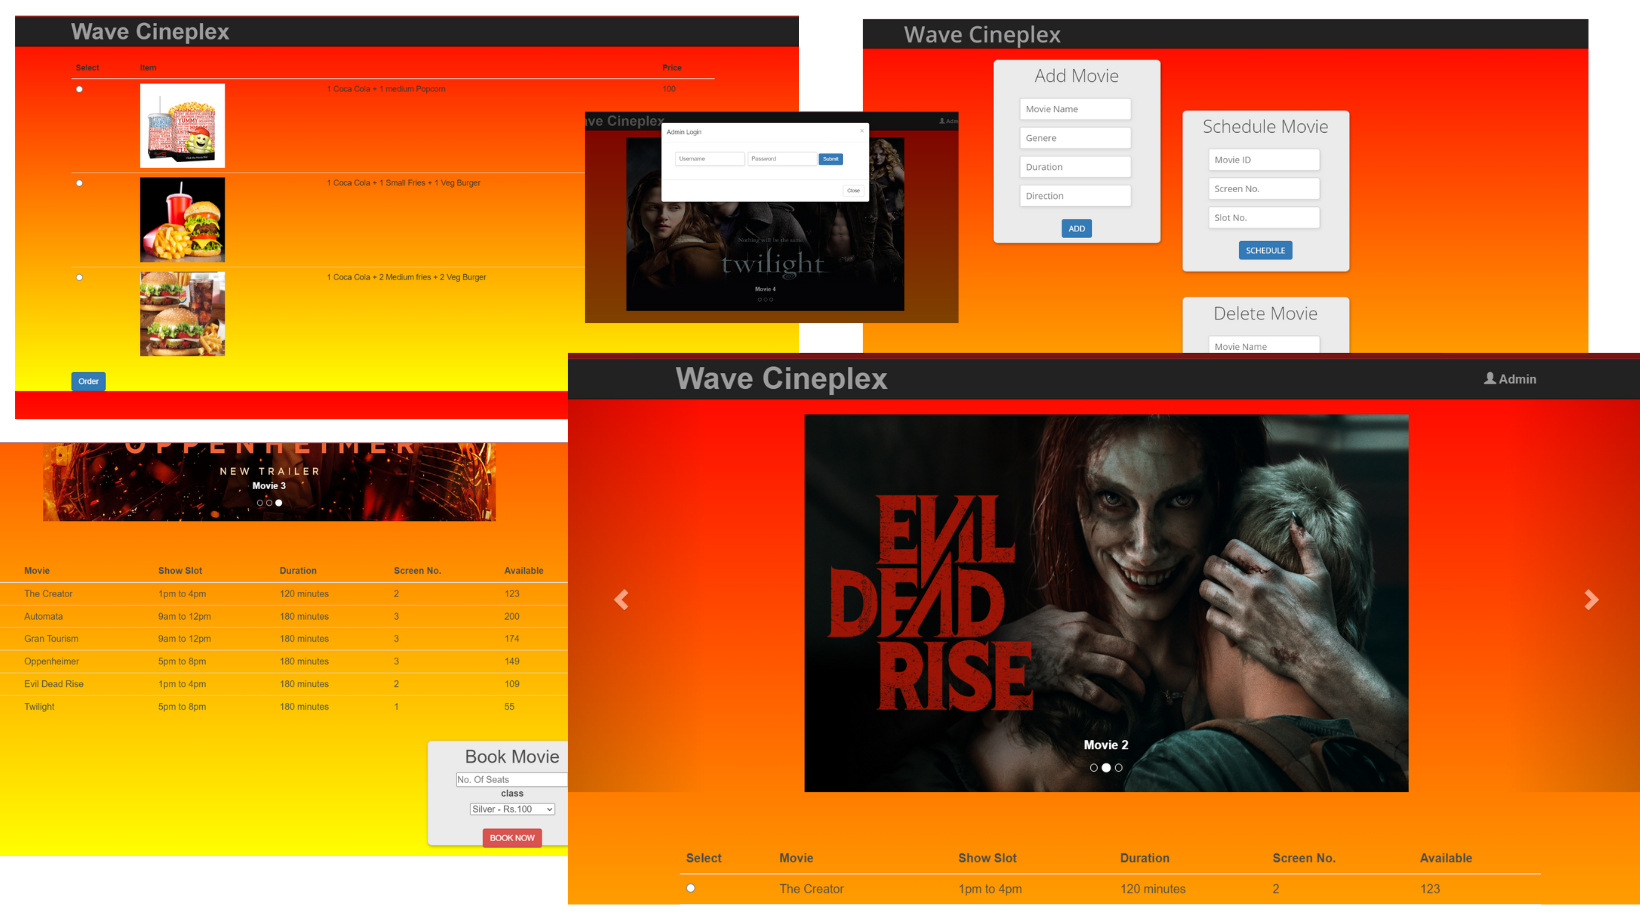 Wave Cineplex
Select Item Price
1 Coca Cola + 1 medium Popcorn 100
1 Coca Cola + 1 Small Fries + 1 Veg Burger
1 Coca Cola + 2 Medium fries + 2 Veg Burger
Order
ve Cineplex
Admin Login ×
Username Password Submit
Close
Nothing will be the same
twilight
Movie 4
Wave Cineplex
Add Movie
Movie Name
Genere
Duration
Direction
ADD
Schedule Movie
Movie ID
Screen No.
Slot No.
SCHEDULE
Delete Movie
Movie Name
OPPENHEIMER
NEW TRAILER
Movie 3
Movie Show Slot Duration Screen No. Available
The Creator 1pm to 4pm 120 minutes 2 123
Automata 9am to 12pm 180 minutes 3 200
Gran Tourism 9am to 12pm 180 minutes 3 174
Oppenheimer 5pm to 8pm 180 minutes 3 149
Evil Dead Rise 1pm to 4pm 180 minutes 2 109
Twilight 5pm to 8pm 180 minutes 1 55
Book Movie
No. Of Seats
class
Silver - Rs.100
BOOK NOW
Wave Cineplex Admin
EVIL
DEAD
RISE
Movie 2
Select Movie Show Slot Duration Screen No. Available
The Creator 1pm to 4pm 120 minutes 2 123